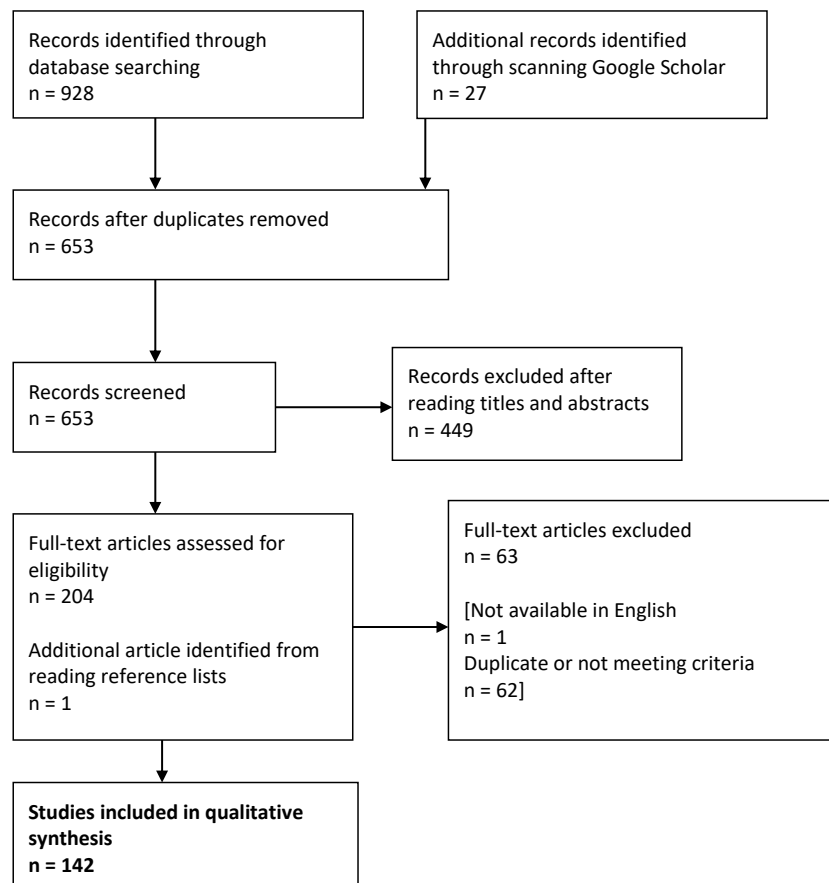 Records identified through
database searching
n = 928
Additional records identified
through scanning Google Scholar
n = 27
Records after duplicates removed
n = 653
Records screened
n = 653
Records excluded after
reading titles and abstracts
n = 449
Full-text articles assessed for
eligibility
n = 204
Additional article identified from
reading reference lists
n = 1
Full-text articles excluded
n = 63
[Not available in English
n = 1
Duplicate or not meeting criteria
n = 62]
Studies included in qualitative
synthesis
n = 142